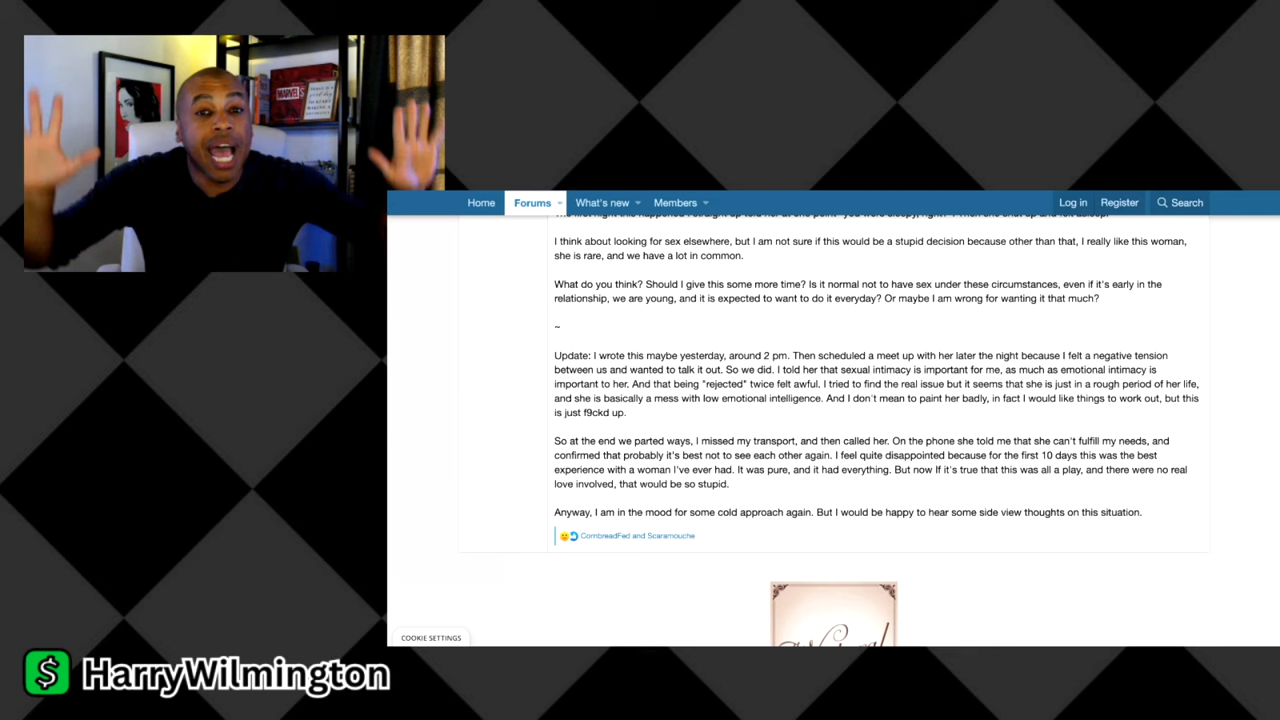 MARVEL
Home
Forums
What's new
Members
Log in
Register
Search
I think about looking for sex elsewhere, but I am not sure if this would be a stupid decision because other than that, I really like this woman,
she is rare, and we have a lot in common.
What do you think? Should I give this some more time? Is it normal not to have sex under these circumstances, even if it's early in the
relationship, we are young, and it is expected to want to do it everyday? Or maybe I am wrong for wanting it that much?
~
Update: I wrote this maybe yesterday, around 2 pm. Then scheduled a meet up with her later the night because I felt a negative tension
between us and wanted to talk it out. So we did. I told her that sexual intimacy is important for me, as much as emotional intimacy is
important to her. And that being "rejected" twice felt awful. I tried to find the real issue but it seems that she is just in a rough period of her life,
and she is basically a mess with low emotional intelligence. And I don't mean to paint her badly, in fact I would like things to work out, but this
is just f9ckd up.
So at the end we parted ways, I missed my transport, and then called her. On the phone she told me that she can't fulfill my needs, and
confirmed that probably it's best not to see each other again. I feel quite disappointed because for the first 10 days this was the best
experience with a woman I've ever had. It was pure, and it had everything. But now If it's true that this was all a play, and there were no real
love involved, that would be so stupid.
Anyway, I am in the mood for some cold approach again. But I would be happy to hear some side view thoughts on this situation.
CornbreadFed and Scaramouche
COOKIE SETTINGS
$ HarryWilmington